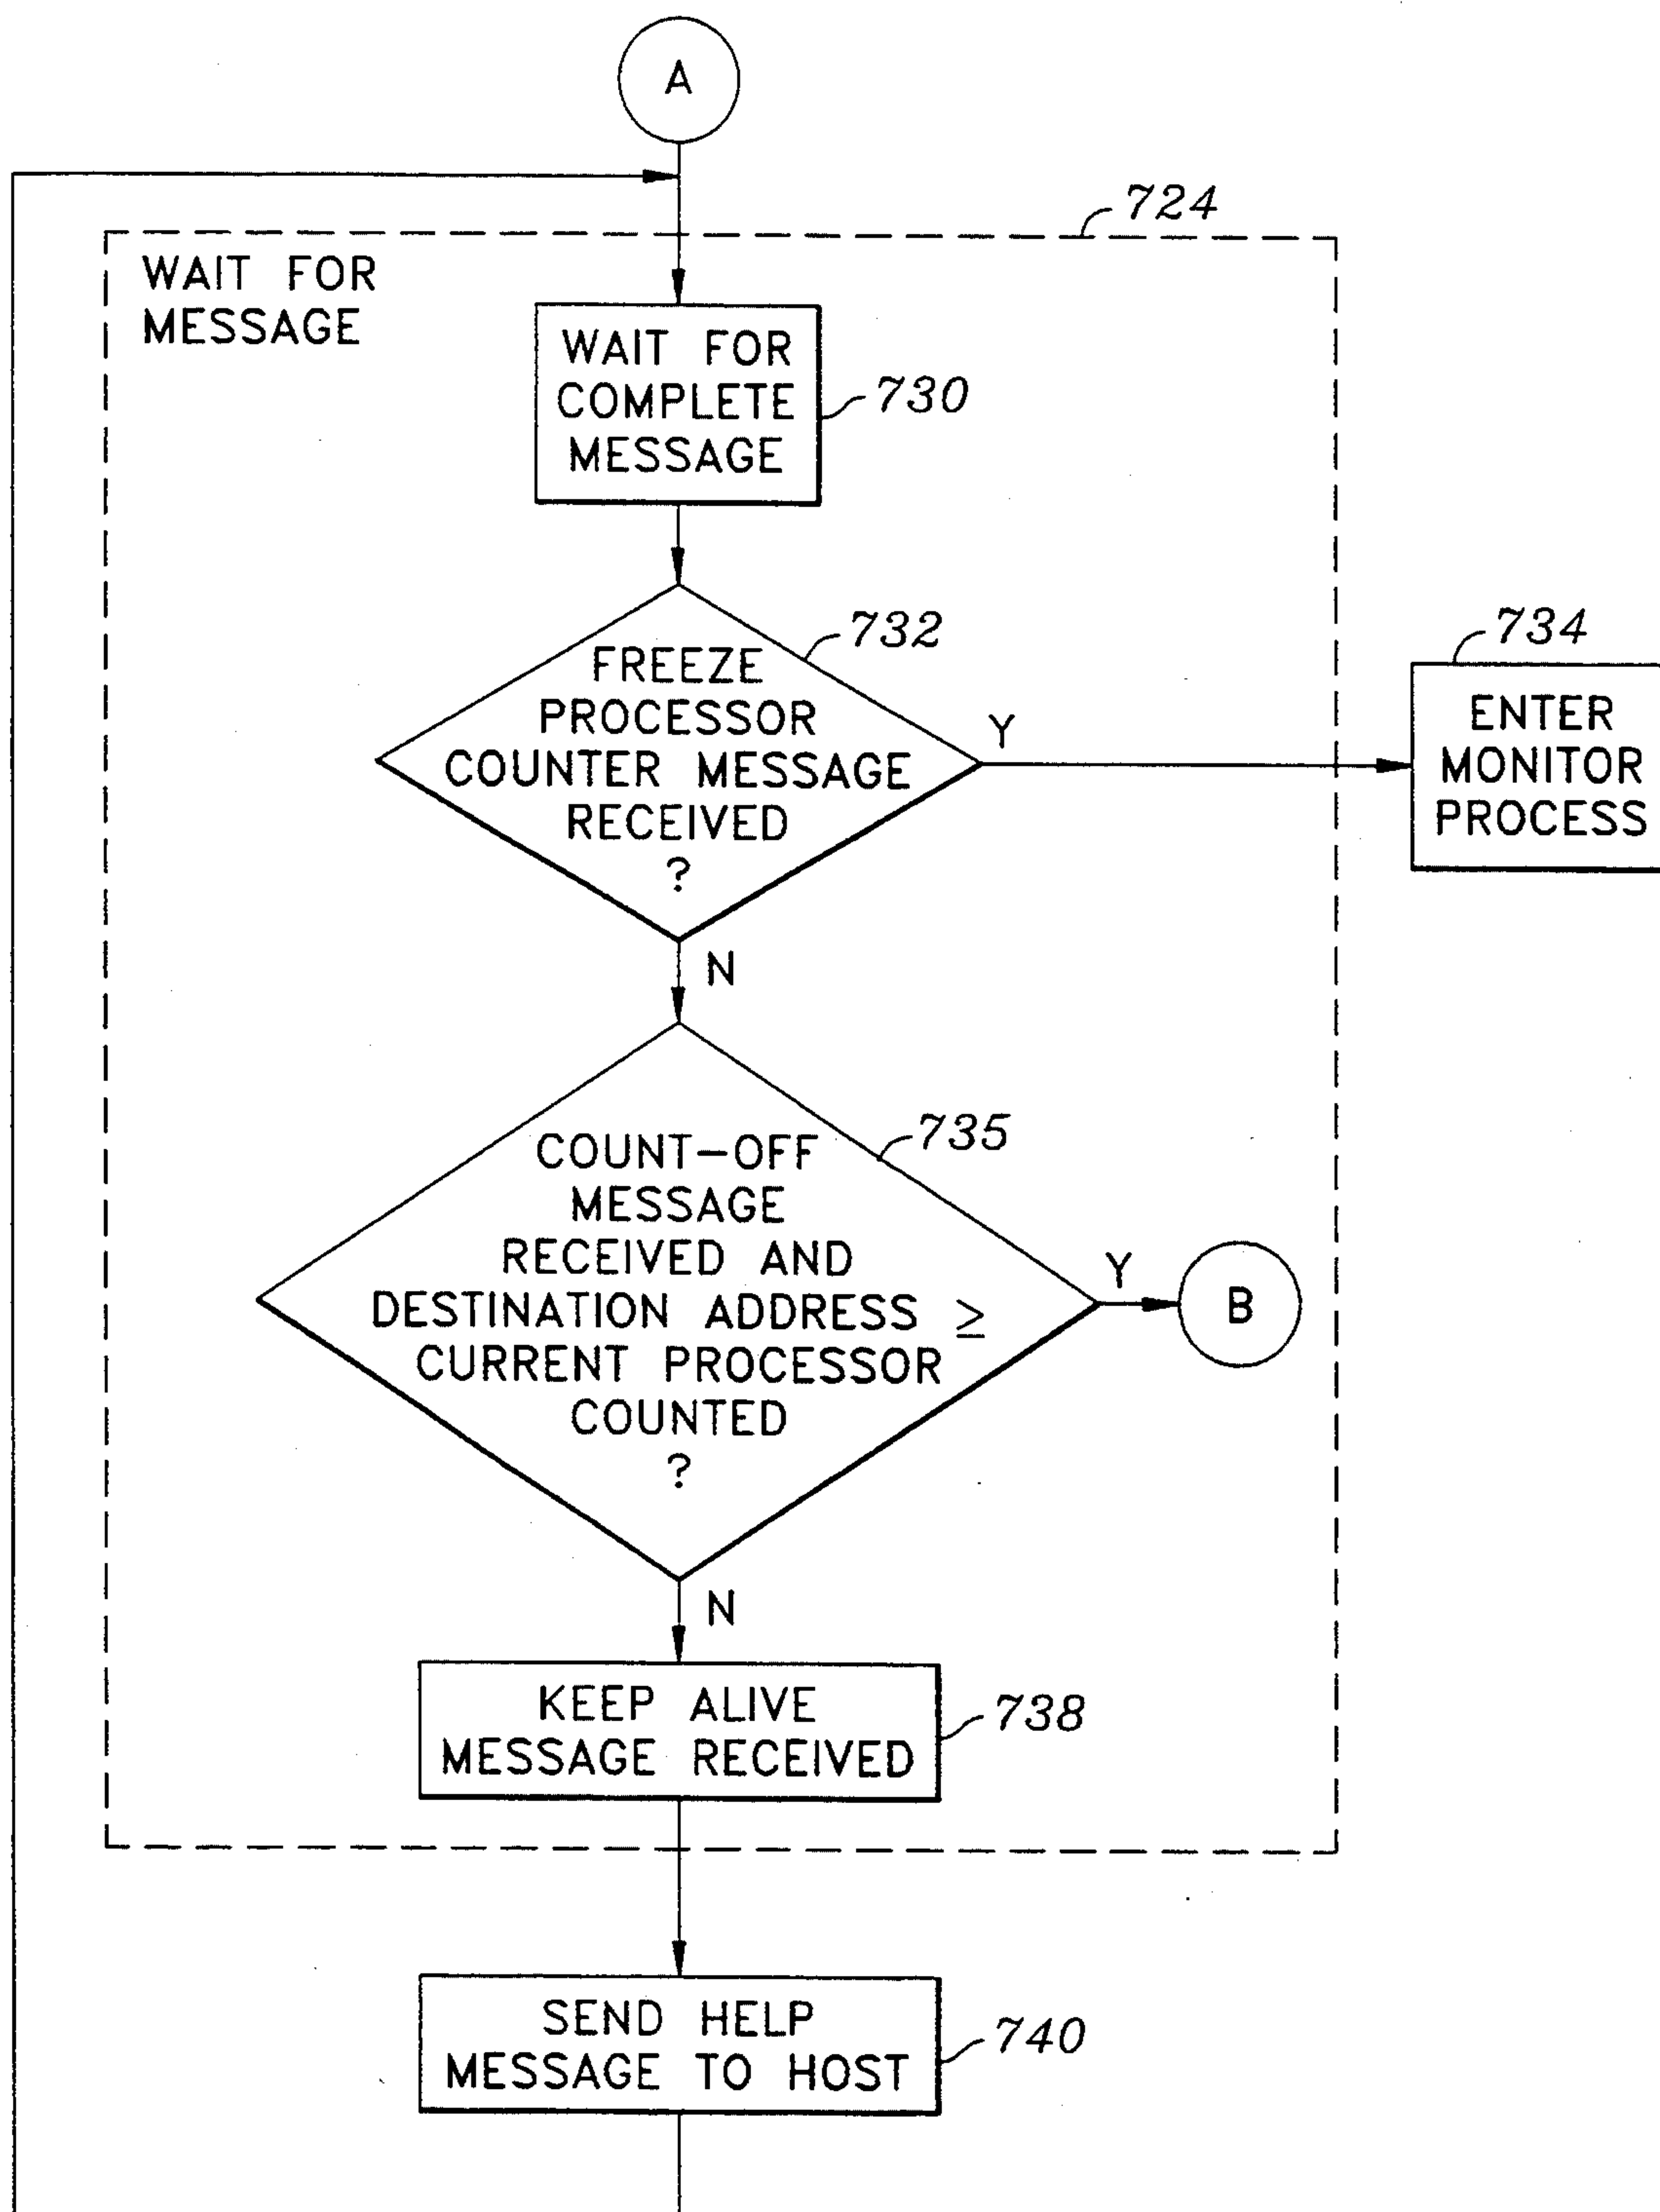 A
724
WAIT FOR
MESSAGE
WAIT FOR
COMPLETE
MESSAGE
730
732
FREEZE
PROCESSOR
COUNTER MESSAGE
RECEIVED
?
Y
734
ENTER
MONITOR
PROCESS
N
735
COUNT-OFF
MESSAGE
RECEIVED AND
DESTINATION ADDRESS ≥
CURRENT PROCESSOR
COUNTED
?
Y
B
N
KEEP ALIVE
MESSAGE RECEIVED
738
SEND HELP
MESSAGE TO HOST
740